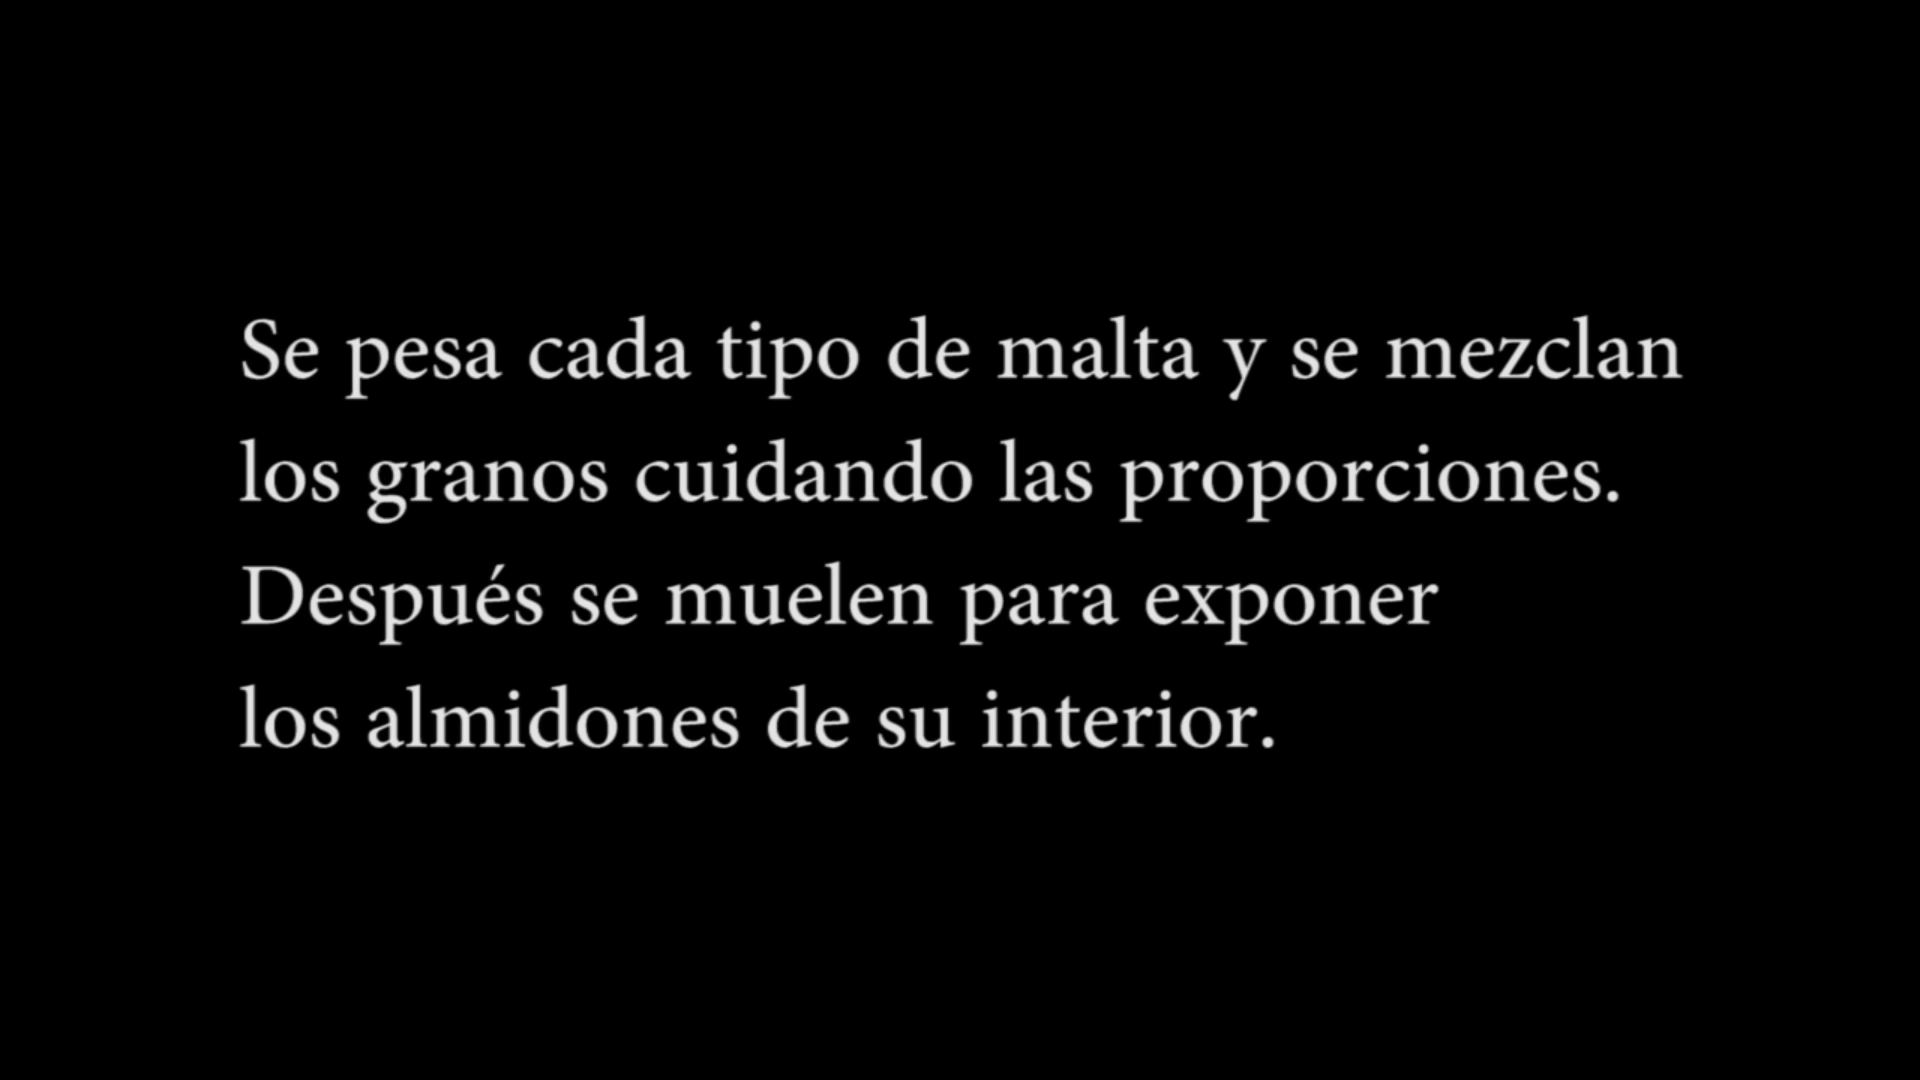 Se pesa cada tipo de malta y se mezclan
los granos cuidando las proporciones.
Después se muelen para exponer
los almidones de su interior.